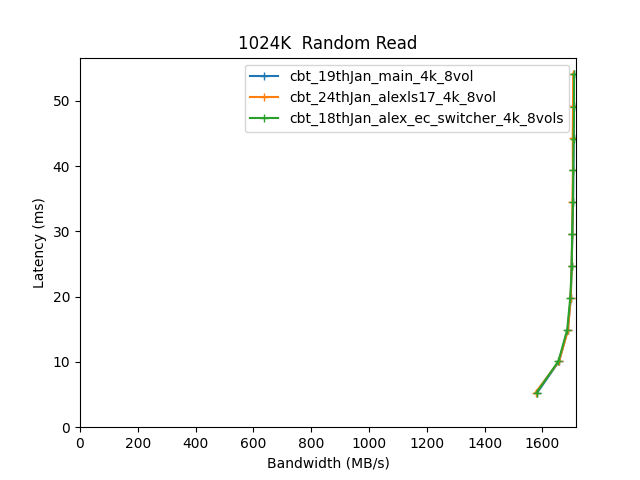 1024K  Random Read
cbt_19thJan_main_4k_8vol
cbt_24thJan_alexls17_4k_8vol
cbt_18thJan_alex_ec_switcher_4k_8vols
50
40
30
20
10
0
Latency (ms)
0 200 400 600 800 1000 1200 1400 1600
Bandwidth (MB/s)